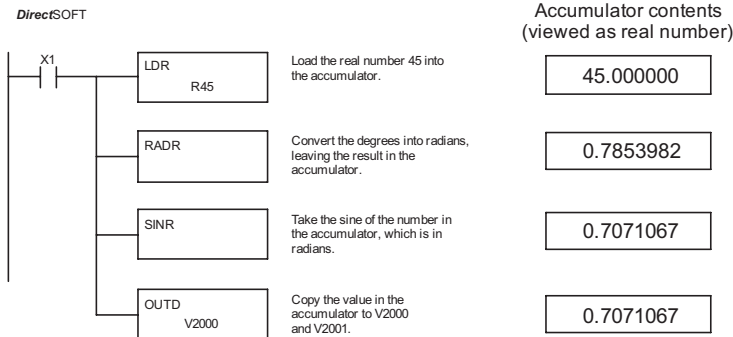 DirectSOFT
Accumulator contents
(viewed as real number)
X1
LDR
R45
Load the real number 45 into
the accumulator.
45.000000
RADR
Convert the degrees into radians,
leaving the result in the
accumulator.
0.7853982
SINR
Take the sine of the number in
the accumulator, which is in
radians.
0.7071067
OUTD
V2000
Copy the value in the
accumulator to V2000
and V2001.
0.7071067